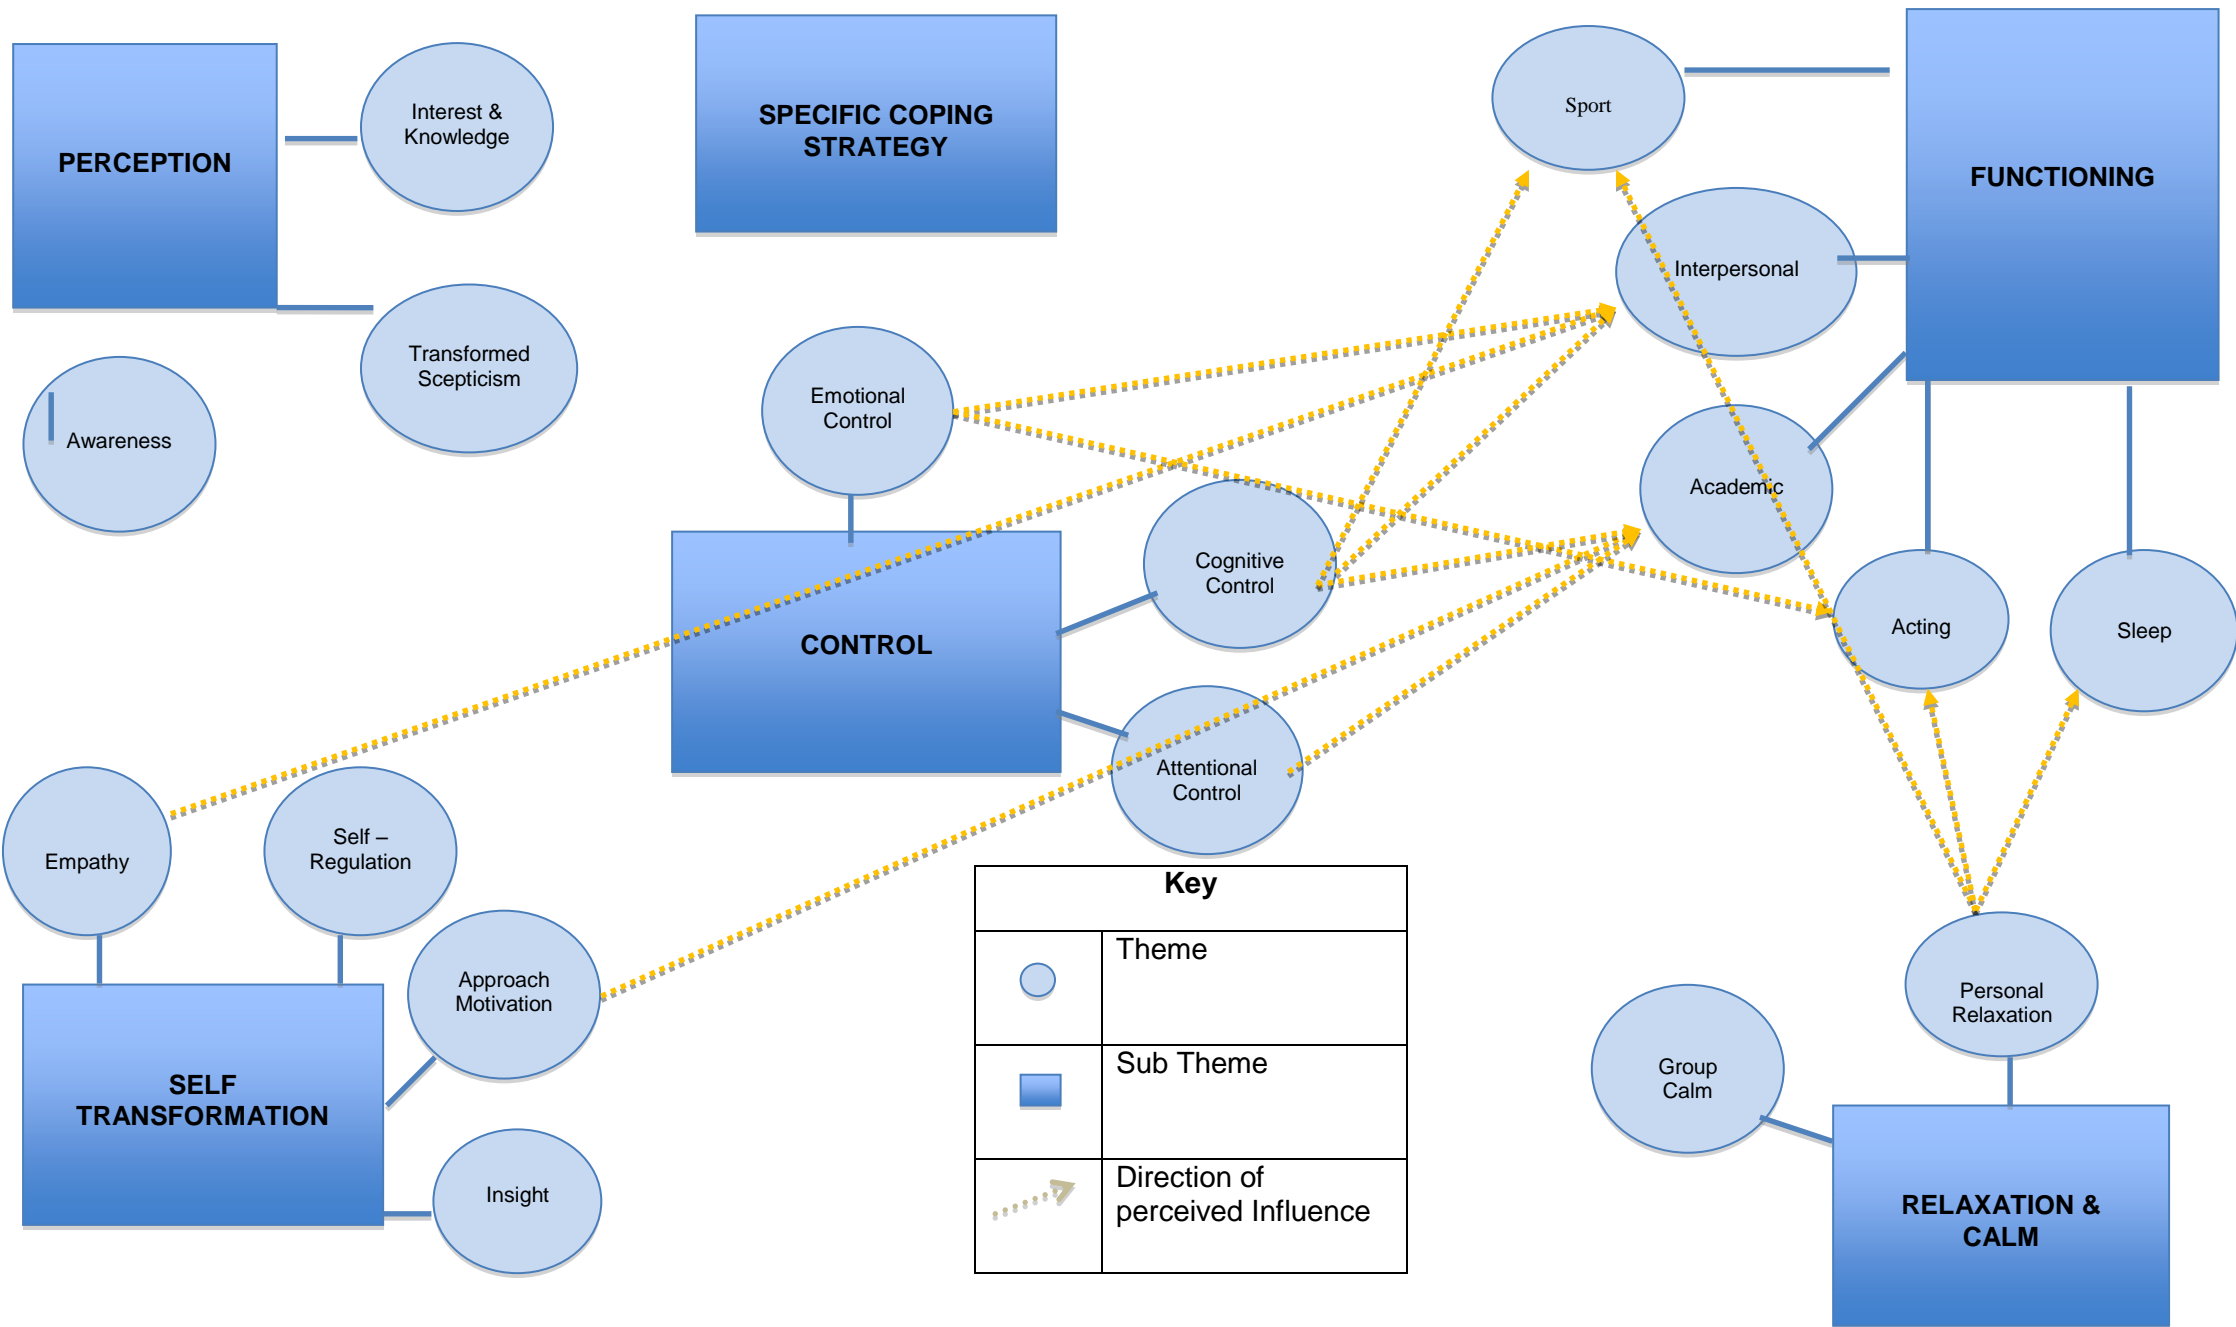 PERCEPTION
Interest &
Knowledge
Transformed
Scepticism
Awareness
SPECIFIC COPING
STRATEGY
Sport
FUNCTIONING
Interpersonal
Academic
Acting
Sleep
Emotional
Control
Cognitive
Control
CONTROL
Attentional
Control
Empathy
Self –
Regulation
Approach
Motivation
SELF
TRANSFORMATION
Insight
Key
Theme
Sub Theme
Direction of
perceived Influence
Personal
Relaxation
Group
Calm
RELAXATION &
CALM